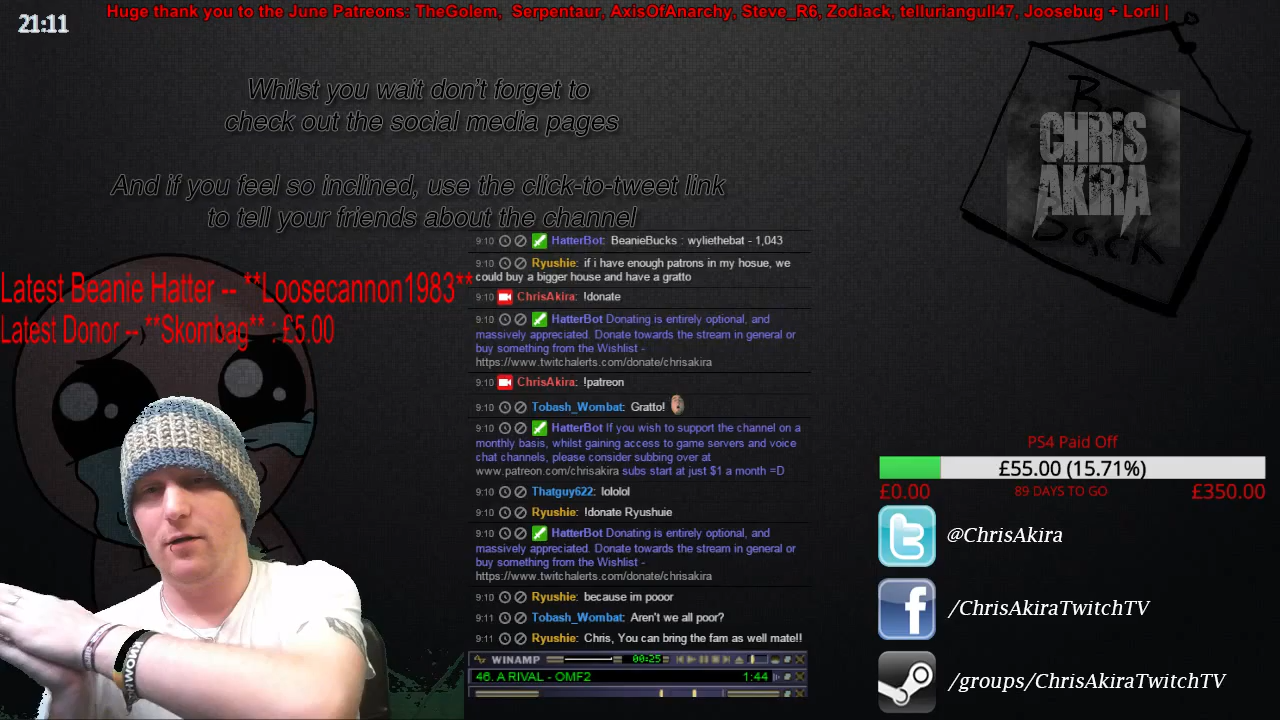 Huge thank you to the June Patreons: TheGolem, Serpentaur, AxisOfAnarchy, Steve_R6, Zodiack, telluriangull47, Joosebug + Lorli |
21:11
Whilst you wait don't forget to
check out the social media pages
And if you feel so inclined, use the click-to-tweet link
to tell your friends about the channel
CHRIS
AKIRA
back
Latest Beanie Hatter -- **Loosecannon1983**
Latest Donor -- **Skombag** : £5.00
9:10 HatterBot: BeanieBucks : wyliethebat - 1,043
9:10 Ryushie: if i have enough patrons in my hosue, we
could buy a bigger house and have a gratto
9:10 ChrisAkira: !donate
9:10 HatterBot Donating is entirely optional, and
massively appreciated. Donate towards the stream in general or
buy something from the Wishlist -
https://www.twitchalerts.com/donate/chrisakira
9:10 ChrisAkira: !patreon
9:10 Tobash_Wombat: Gratto!
9:10 HatterBot If you wish to support the channel on a
monthly basis, whilst gaining access to game servers and voice
chat channels, please consider subbing over at
www.patreon.com/chrisakira subs start at just $1 a month =D
9:10 Thatguy622: lololol
9:10 Ryushie: !donate Ryushuie
9:10 HatterBot Donating is entirely optional, and
massively appreciated. Donate towards the stream in general or
buy something from the Wishlist -
https://www.twitchalerts.com/donate/chrisakira
9:10 Ryushie: because im pooor
9:11 Tobash_Wombat: Aren't we all poor?
9:11 Ryushie: Chris, You can bring the fam as well mate!!
WINAMP 00:25
46. A RIVAL - OMF2 1:44
PS4 Paid Off
£55.00 (15.71%)
£0.00 89 DAYS TO GO £350.00
@ChrisAkira
/ChrisAkiraTwitchTV
/groups/ChrisAkiraTwitchTV